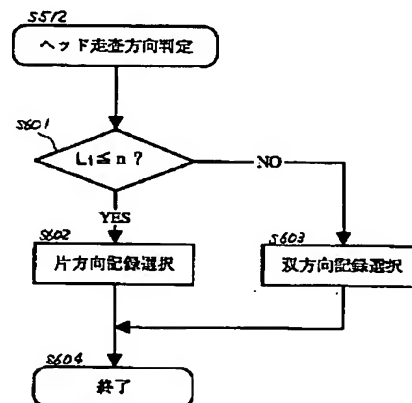 S512
ヘッド走査方向判定
S601
Li≦n?
NO
YES
S602
片方向記録選択
S603
双方向記録選択
S604
終了